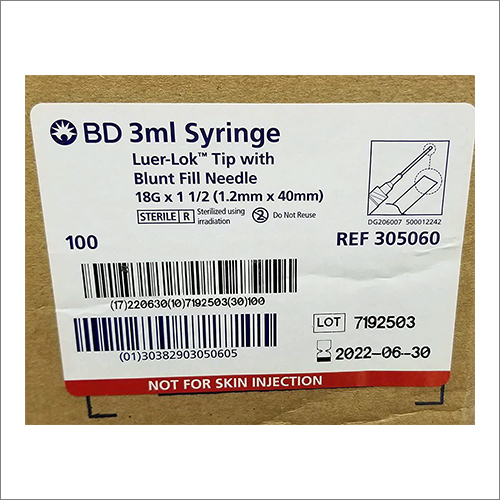 BD 3ml Syringe
Luer-Lok™ Tip with
Blunt Fill Needle
18G x 1 1/2 (1.2mm x 40mm)
STERILE R Sterilized using irradiation
2 Do Not Reuse
DG206007 500012242
100
REF 305060
(17)220630(10)7192503(30)100
LOT 7192503
(01)30382903050605
2022-06-30
NOT FOR SKIN INJECTION